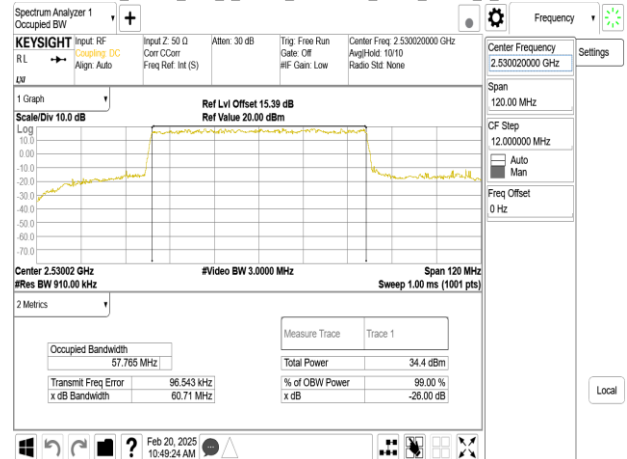 Spectrum Analyzer 1
Occupied BW
Frequency
KEYSIGHT
RL
LXI
Input: RF
Coupling: DC
Align: Auto
Input Z: 50 Ω
Corr CCorr
Freq Ref: Int (S)
Atten: 30 dB
Trig: Free Run
Gate: Off
#IF Gain: Low
Center Freq: 2.530020000 GHz
Avg|Hold: 10/10
Radio Std: None
Center Frequency
2.530020000 GHz
Settings
Span
120.00 MHz
CF Step
12.000000 MHz
Auto
Man
Freq Offset
0 Hz
1 Graph
Scale/Div 10.0 dB
Ref Lvl Offset 15.39 dB
Ref Value 20.00 dBm
Log
10.0
0.00
-10.0
-20.0
-30.0
-40.0
-50.0
-60.0
-70.0
Center 2.53002 GHz
#Res BW 910.00 kHz
#Video BW 3.0000 MHz
Span 120 MHz
Sweep 1.00 ms (1001 pts)
2 Metrics
Measure Trace
Trace 1
Occupied Bandwidth
57.765 MHz
Total Power
34.4 dBm
Transmit Freq Error
96.543 kHz
% of OBW Power
99.00 %
x dB Bandwidth
60.71 MHz
x dB
-26.00 dB
Local
?
Feb 20, 2025
10:49:24 AM